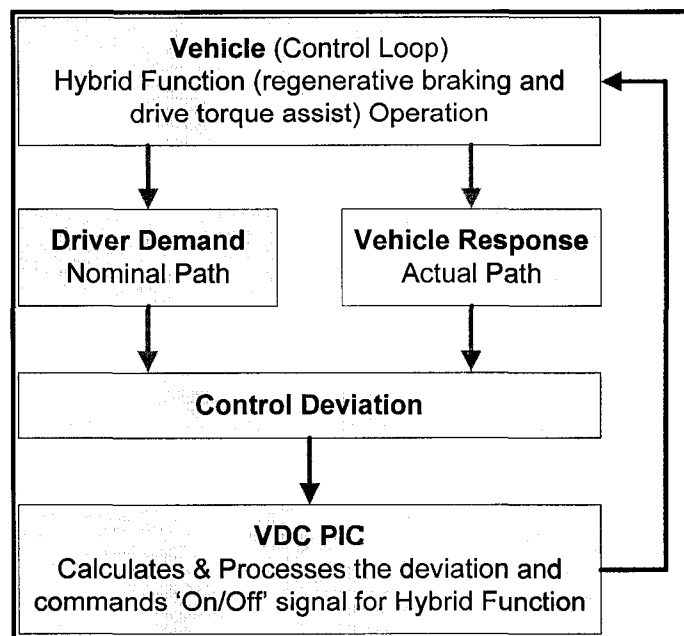 Vehicle (Control Loop)
Hybrid Function (regenerative braking and
drive torque assist) Operation
Driver Demand
Nominal Path
Vehicle Response
Actual Path
Control Deviation
VDC PIC
Calculates & Processes the deviation and
commands ‘On/Off’ signal for Hybrid Function